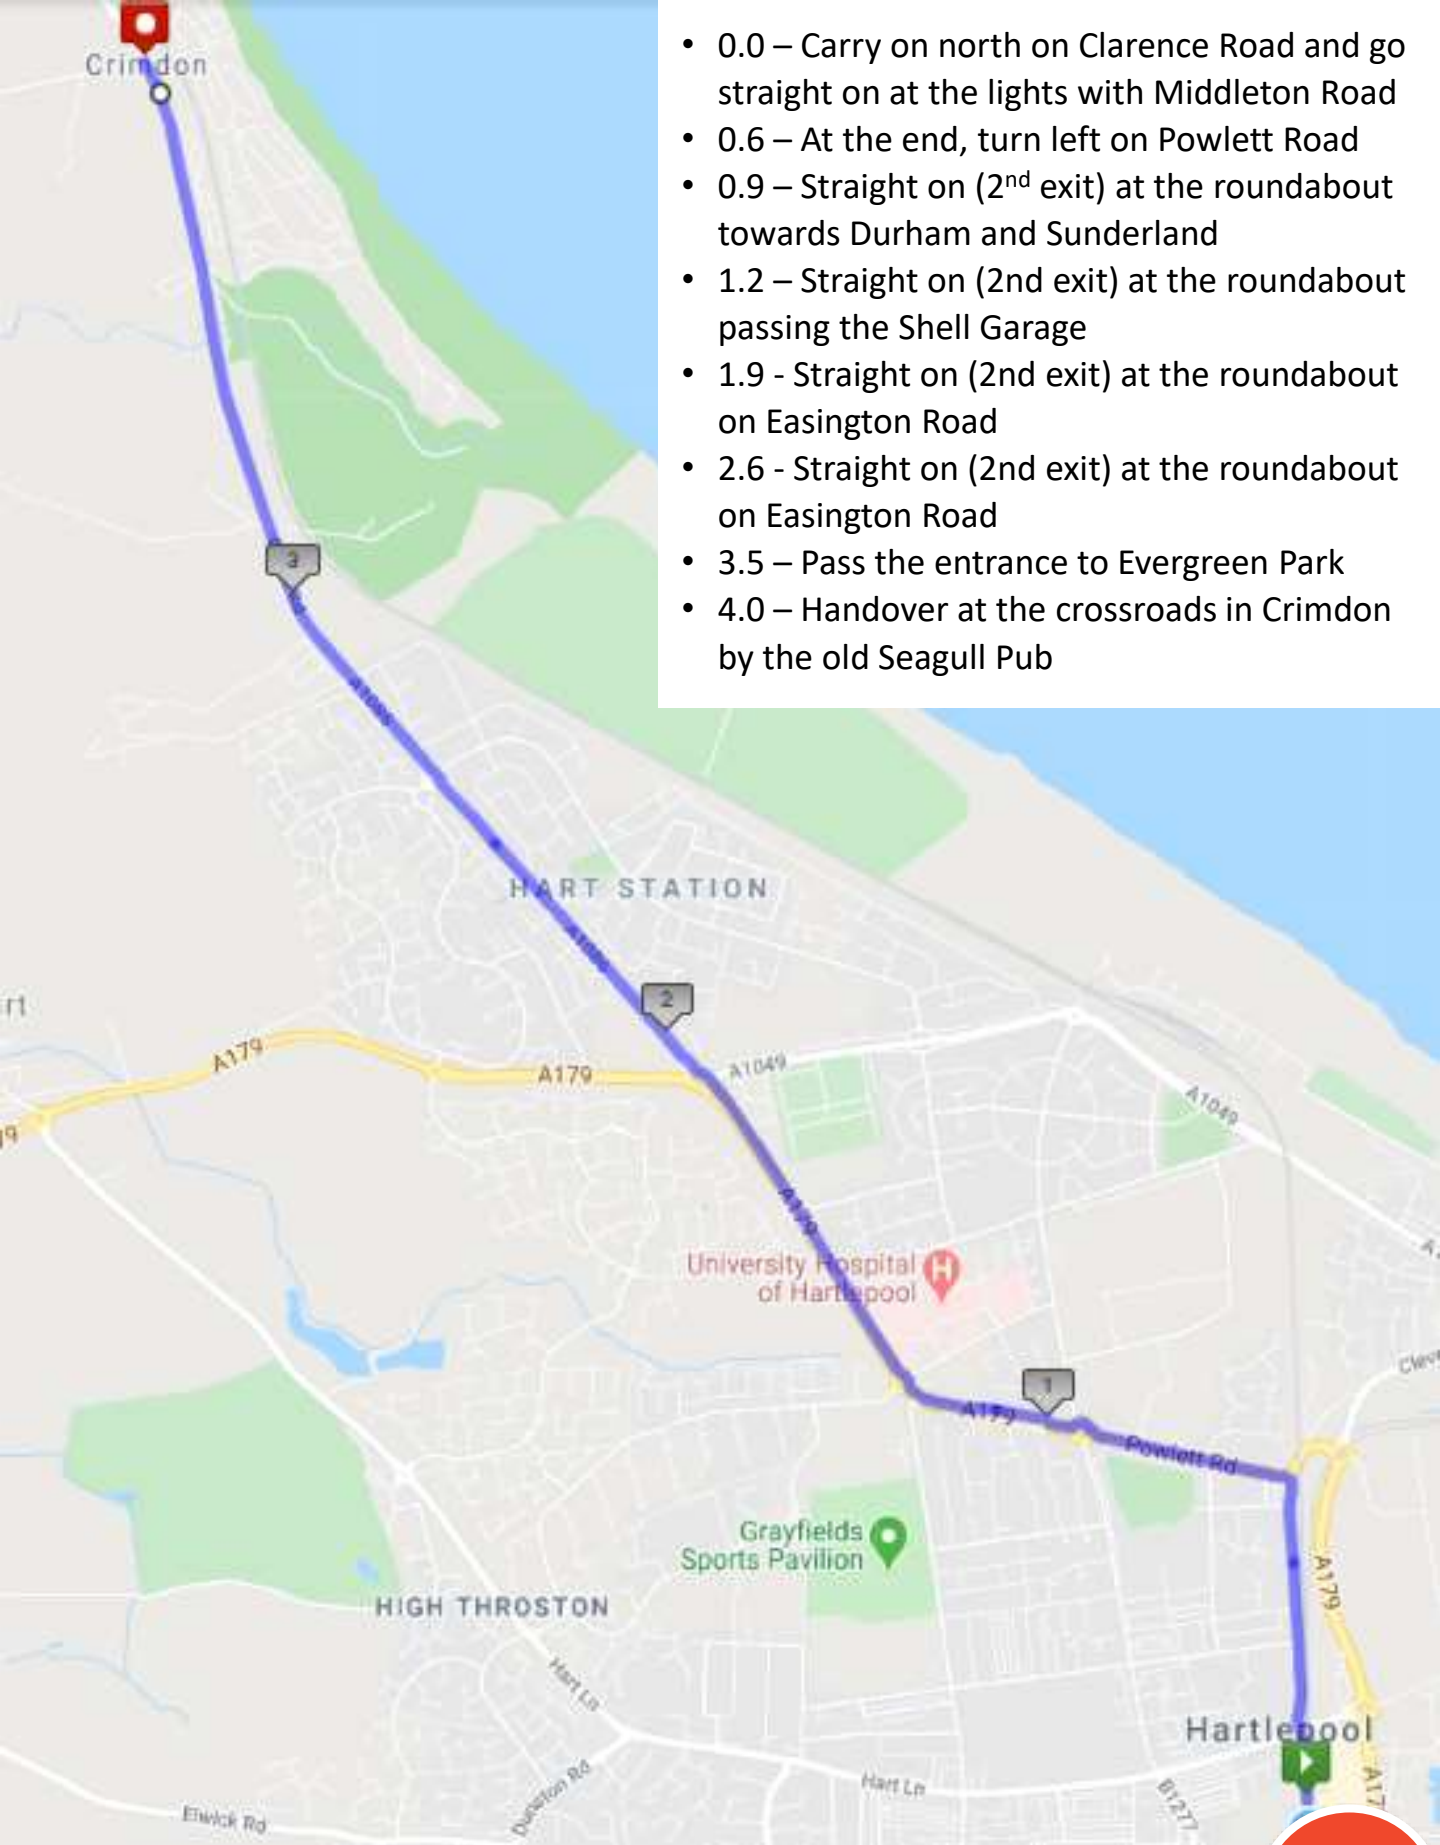 • 0.0 – Carry on north on Clarence Road and go
straight on at the lights with Middleton Road
• 0.6 – At the end, turn left on Powlett Road
• 0.9 – Straight on (2nd exit) at the roundabout
towards Durham and Sunderland
• 1.2 – Straight on (2nd exit) at the roundabout
passing the Shell Garage
• 1.9 - Straight on (2nd exit) at the roundabout
on Easington Road
• 2.6 - Straight on (2nd exit) at the roundabout
on Easington Road
• 3.5 – Pass the entrance to Evergreen Park
• 4.0 – Handover at the crossroads in Crimdon
by the old Seagull Pub
Crimdon
3
A1086
HART STATION
A1086
2
rt
A179
A179
A1049
A1049
A179
University Hospital
of Hartlepool
1
A179
Powlett Rd
Grayfields
Sports Pavilion
A179
HIGH THROSTON
Hart Ln
Hartlepool
Hart Ln
B1277
A17
Elwick Rd